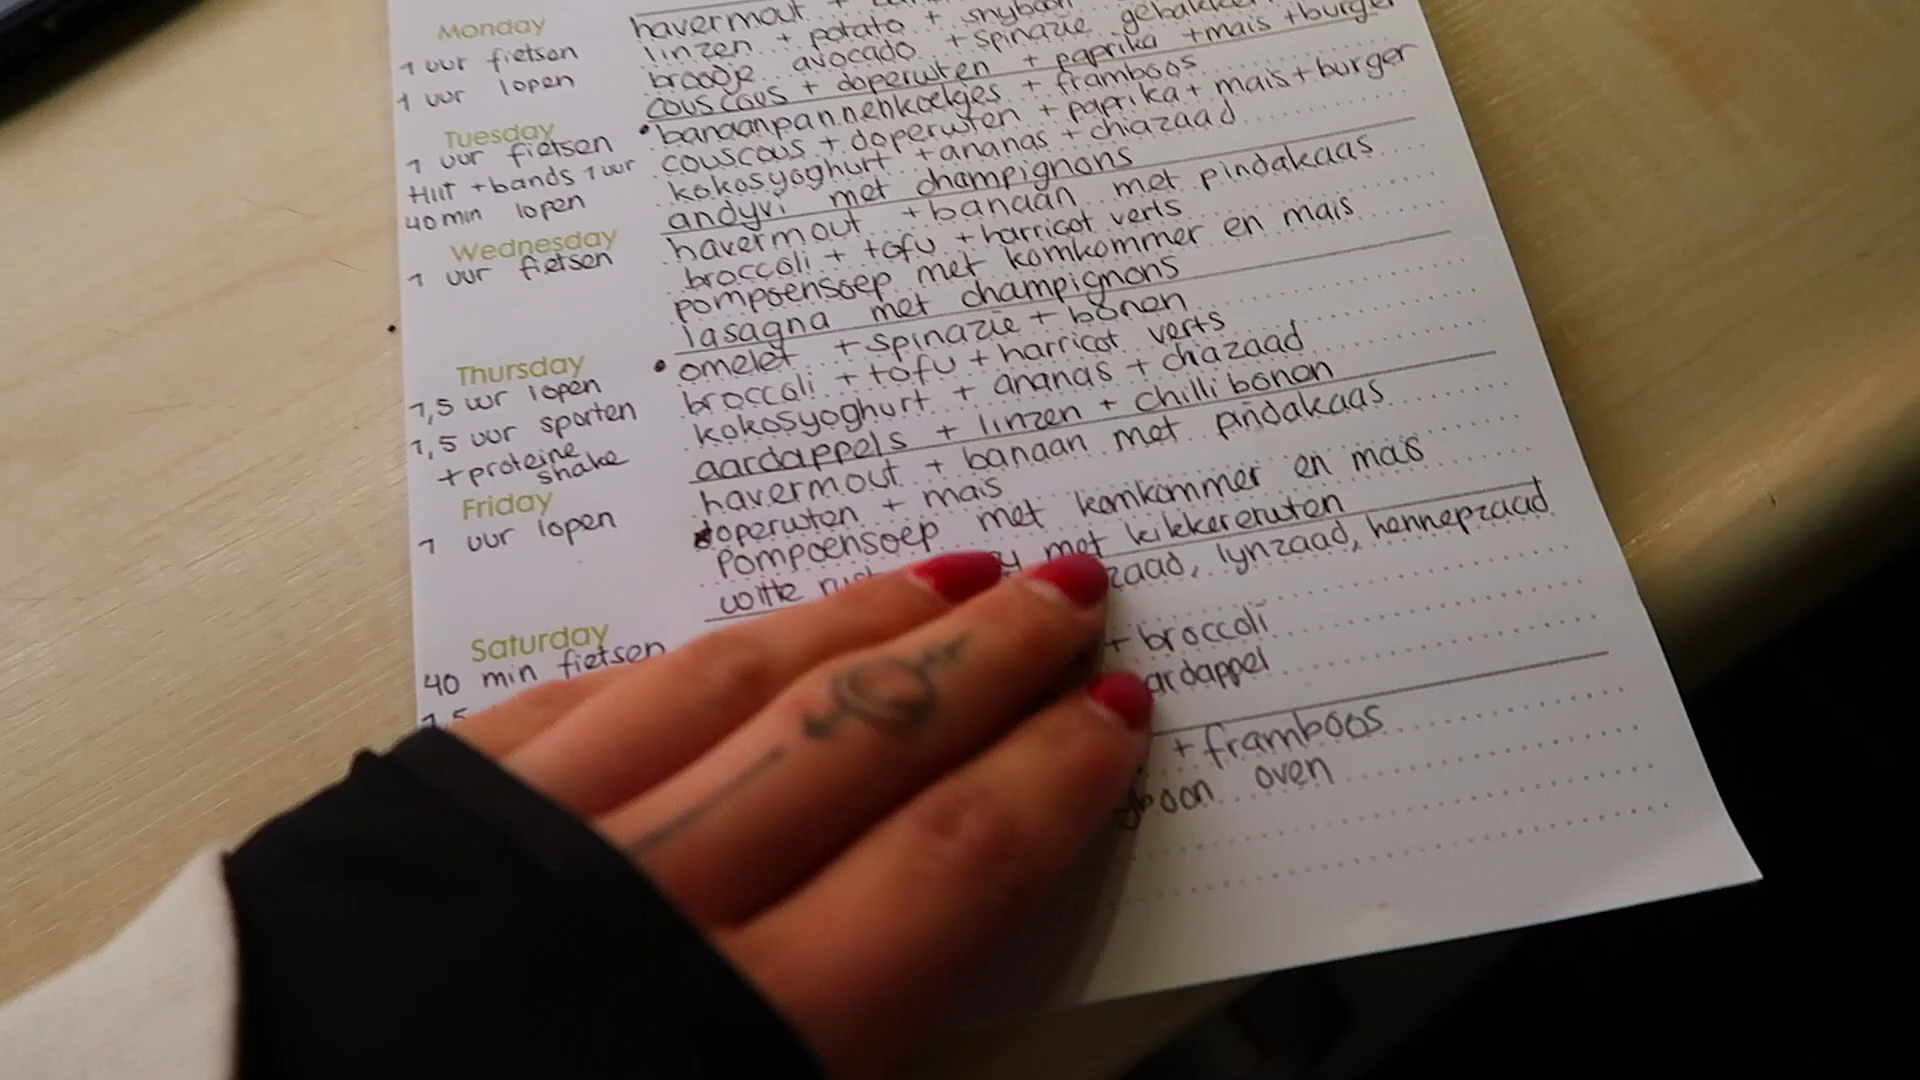 Monday
1 uur fietsen
1 uur lopen
havermout +
linzen + potato + snyboon
broodje avocado + spinazie gebakken
couscous + doperwten + paprika + mais + burger
Tuesday
1 uur fietsen
HIIT + bands 1 uur
40 min lopen
•banaanpannenkoekjes + framboos
couscous + doperwten + paprika + mais + burger
kokosyoghurt + ananas + chiazaad
andyvi met champignons
Wednesday
1 uur fietsen
havermout + banaan met pindakaas
broccoli + tofu + harricot verts
pompoensoep met komkommer en mais
lasagna met champignons
Thursday
1,5 uur lopen
1,5 uur sporten
+ proteine
shake
• omelet + spinazie + bonen
broccoli + tofu + harricot verts
kokosyoghurt + ananas + chazaad
aardappels + linzen + chilli bonen
Friday
1 uur lopen
havermout + banaan met pindakaas
doperwten + mais
pompoensoep met komkommer en mais
witte met kikkererwten
Saturday
40 min fietsen
zaad, lynzaad, hennepzaad
+ broccoli
ardappel
+ framboos
yboon oven